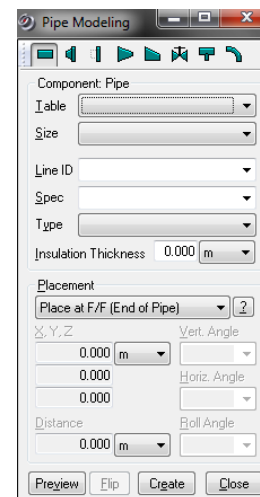 Pipe Modeling
Component: Pipe
Table
Size
Line ID
Spec
Type
Insulation Thickness 0.000 m
Placement
Place at F/F (End of Pipe) ?
X, Y, Z Vert. Angle
0.000 m
0.000 Horiz. Angle
0.000
Distance Roll Angle
0.000 m
Preview Flip Create Close